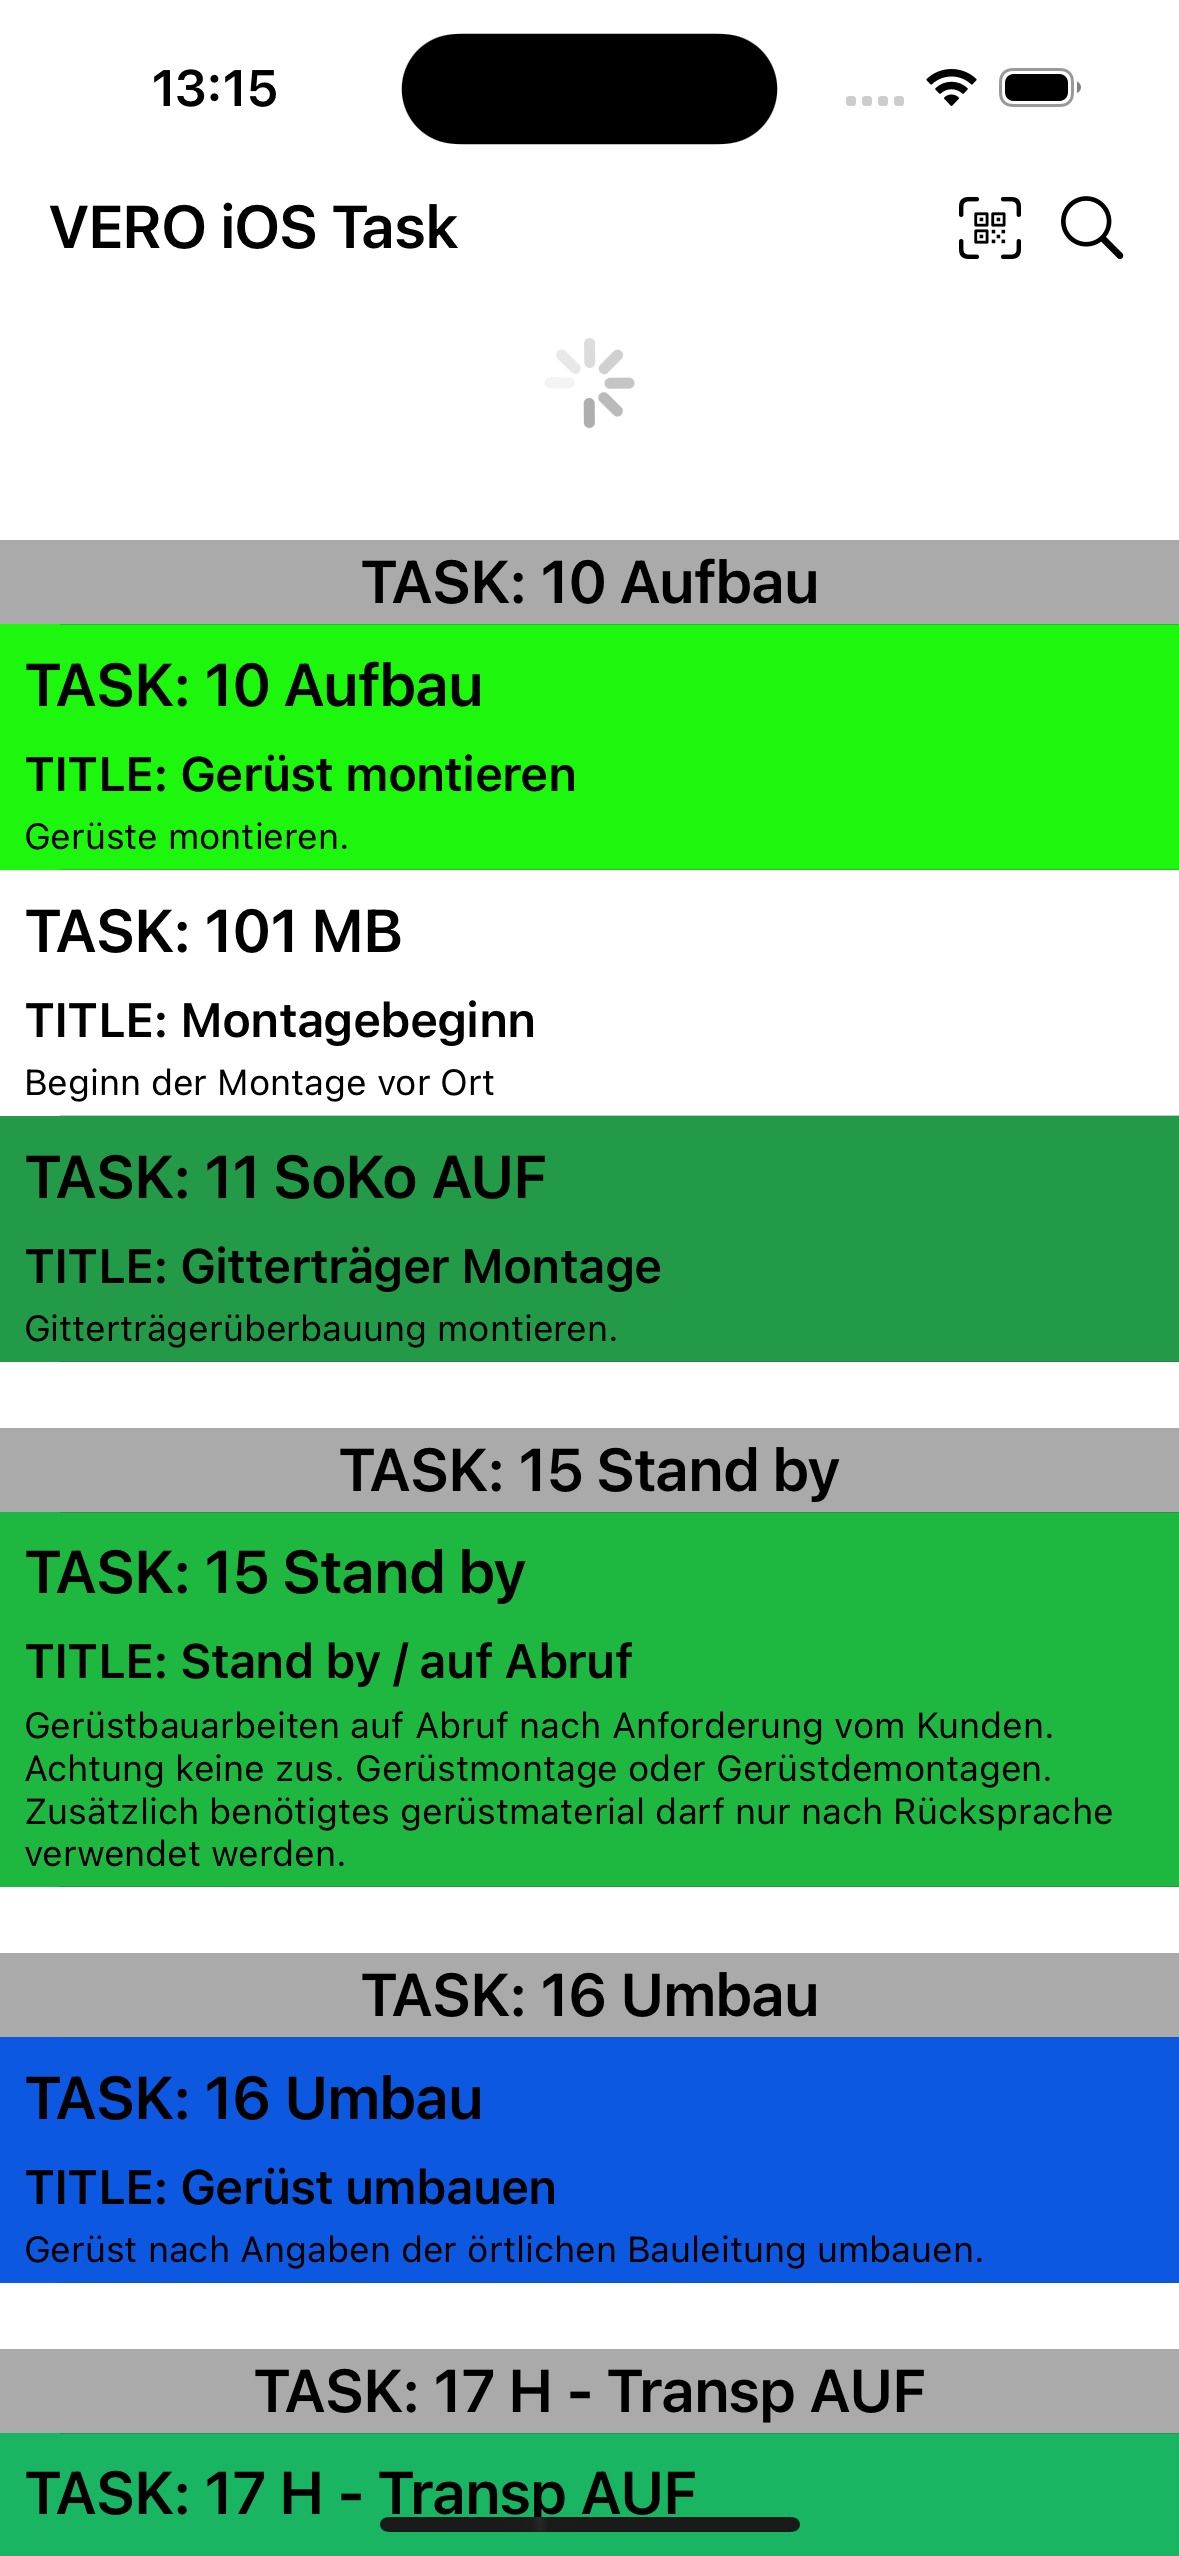 13:15
VERO iOS Task
TASK: 10 Aufbau
TASK: 10 Aufbau
TITLE: Gerüst montieren
Gerüste montieren.
TASK: 101 MB
TITLE: Montagebeginn
Beginn der Montage vor Ort
TASK: 11 SoKo AUF
TITLE: Gitterträger Montage
Gitterträgerüberbauung montieren.
TASK: 15 Stand by
TASK: 15 Stand by
TITLE: Stand by / auf Abruf
Gerüstbauarbeiten auf Abruf nach Anforderung vom Kunden.
Achtung keine zus. Gerüstmontage oder Gerüstdemontagen.
Zusätzlich benötigtes gerüstmaterial darf nur nach Rücksprache
verwendet werden.
TASK: 16 Umbau
TASK: 16 Umbau
TITLE: Gerüst umbauen
Gerüst nach Angaben der örtlichen Bauleitung umbauen.
TASK: 17 H - Transp AUF
TASK: 17 H - Transp AUF